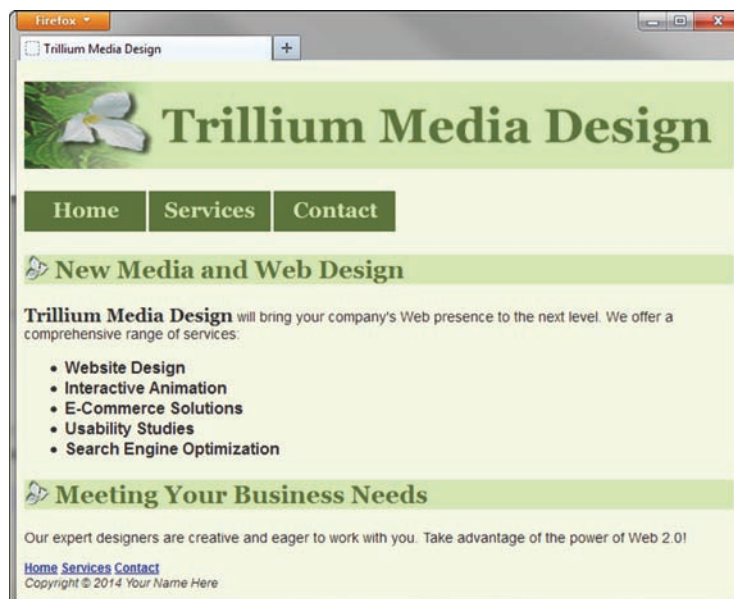 Firefox
Trillium Media Design
Trillium Media Design
Home Services Contact
New Media and Web Design
Trillium Media Design will bring your company's Web presence to the next level. We offer a
comprehensive range of services:
• Website Design
• Interactive Animation
• E-Commerce Solutions
• Usability Studies
• Search Engine Optimization
Meeting Your Business Needs
Our expert designers are creative and eager to work with you. Take advantage of the power of Web 2.0!
Home Services Contact
Copyright © 2014 Your Name Here